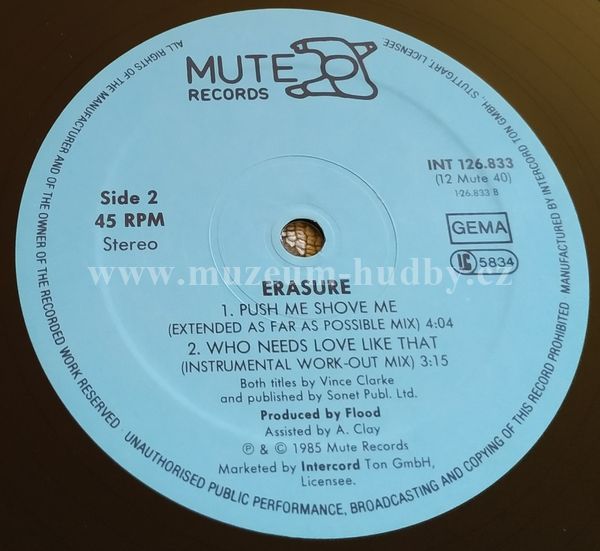 MUTE
RECORDS
INT 126.833
(12 Mute 40)
126.833 B
Side 2
45 RPM
Stereo
GEMA
LC 5834
www.muzeum-hudby.cz
ERASURE
1. PUSH ME SHOVE ME
(EXTENDED AS FAR AS POSSIBLE MIX) 4:04
2. WHO NEEDS LOVE LIKE THAT
(INSTRUMENTAL WORK-OUT MIX) 3:15
Both titles by Vince Clarke
and published by Sonet Publ. Ltd.
Produced by Flood
Assisted by A. Clay
℗ & © 1985 Mute Records
Marketed by Intercord Ton GmbH,
Licensee.
ALL RIGHTS OF THE MANUFACTURER AND OF THE OWNER OF THE RECORDED WORK RESERVED · UNAUTHORISED PUBLIC PERFORMANCE, BROADCASTING AND COPYING OF THIS RECORD PROHIBITED · MANUFACTURED BY INTERCORD TON GMBH, STUTTGART, LICENSEE.